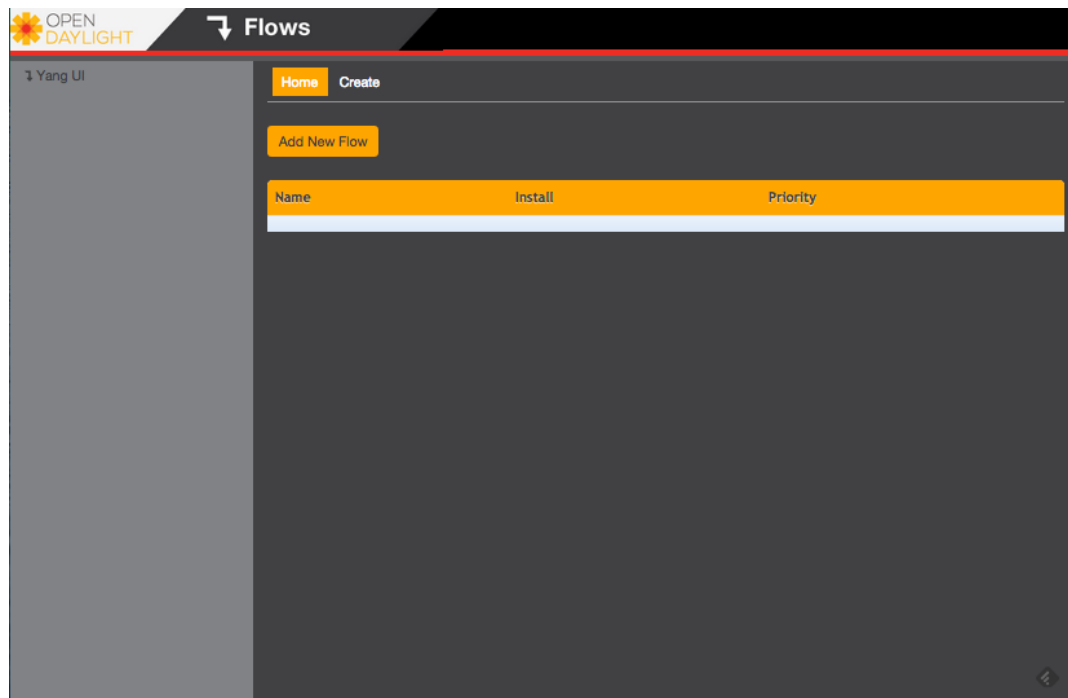 OPEN
DAYLIGHT
Flows
Yang UI
Home Create
Add New Flow
Name Install Priority